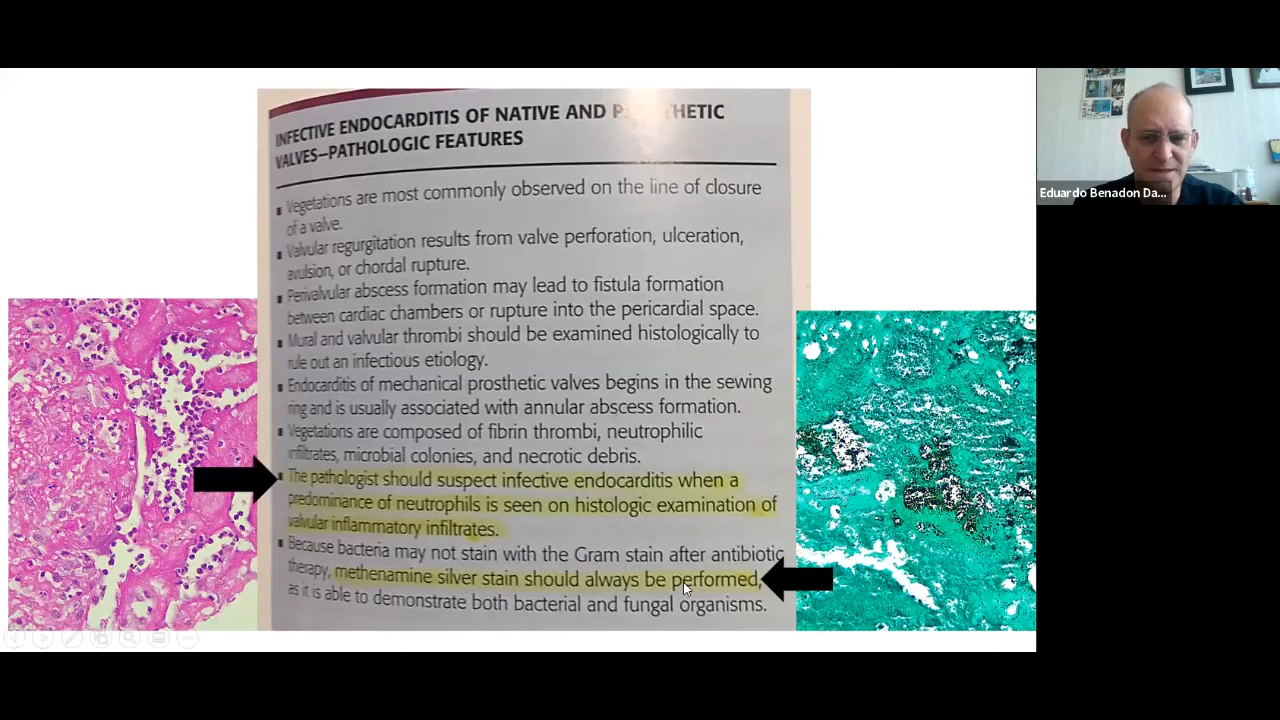 INFECTIVE ENDOCARDITIS OF NATIVE AND P HETIC
VALVES—PATHOLOGIC FEATURES
▪ Vegetations are most commonly observed on the line of closure
of a valve.
▪ Valvular regurgitation results from valve perforation, ulceration,
avulsion, or chordal rupture.
▪ Perivalvular abscess formation may lead to fistula formation
between cardiac chambers or rupture into the pericardial space.
▪ Mural and valvular thrombi should be examined histologically to
rule out an infectious etiology.
▪ Endocarditis of mechanical prosthetic valves begins in the sewing
ring and is usually associated with annular abscess formation.
▪ Vegetations are composed of fibrin thrombi, neutrophilic
infiltrates, microbial colonies, and necrotic debris.
▪ The pathologist should suspect infective endocarditis when a
predominance of neutrophils is seen on histologic examination of
valvular inflammatory infiltrates.
▪ Because bacteria may not stain with the Gram stain after antibiotic
therapy, methenamine silver stain should always be performed,
as it is able to demonstrate both bacterial and fungal organisms.
Eduardo Benadon Da...